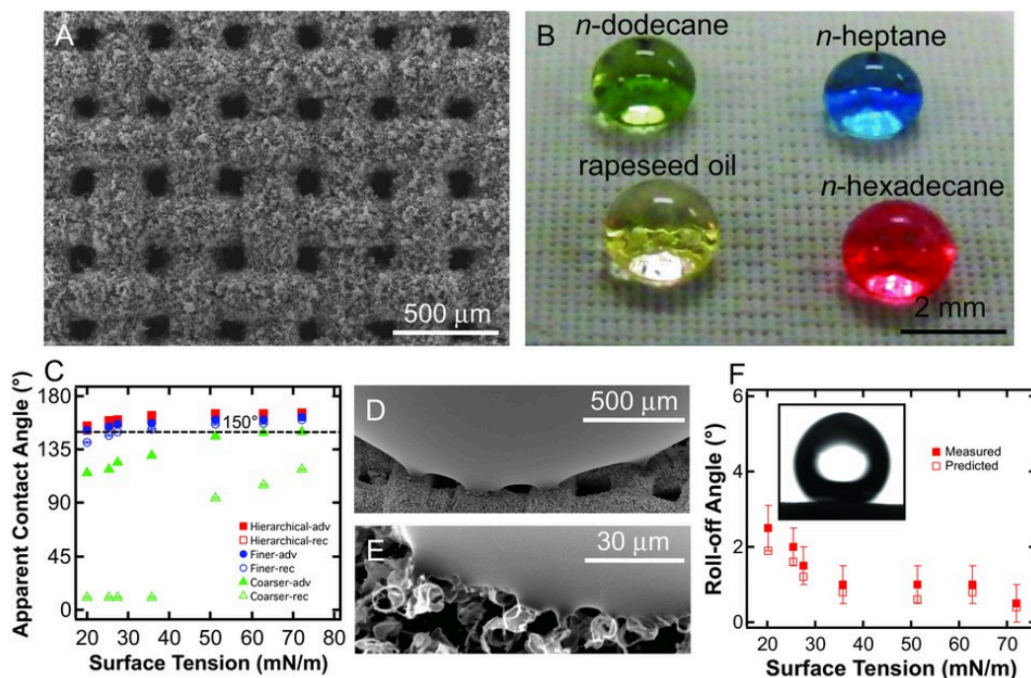 A
500 μm
B
n-dodecane
n-heptane
rapeseed oil
n-hexadecane
2 mm
C
Apparent Contact Angle (°)
180
135
90
45
0
150°
Hierarchical-adv
Hierarchical-rec
Finer-adv
Finer-rec
Coarser-adv
Coarser-rec
20 30 40 50 60 70 80
Surface Tension (mN/m)
D
500 μm
E
30 μm
F
Roll-off Angle (°)
6
4
2
0
Measured
Predicted
20 30 40 50 60 70
Surface Tension (mN/m)